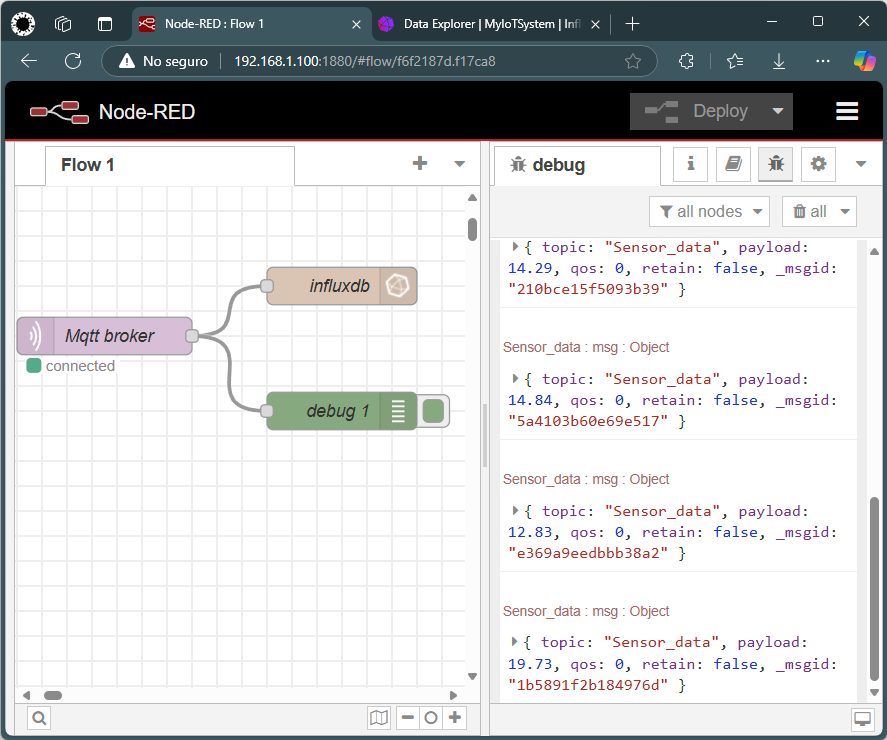 Node-RED : Flow 1
Data Explorer | MyIoTSystem | Infl
No seguro
192.168.1.100:1880/#flow/f6f2187d.f17ca8
Node-RED
Deploy
Flow 1
debug
i
all nodes
all
influxdb
Mqtt broker
connected
debug 1
{ topic: "Sensor_data", payload:
14.29, qos: 0, retain: false, _msgid:
"210bce15f5093b39" }
Sensor_data : msg : Object
{ topic: "Sensor_data", payload:
14.84, qos: 0, retain: false, _msgid:
"5a4103b60e69e517" }
Sensor_data : msg : Object
{ topic: "Sensor_data", payload:
12.83, qos: 0, retain: false, _msgid:
"e369a9eedbbb38a2" }
Sensor_data : msg : Object
{ topic: "Sensor_data", payload:
19.73, qos: 0, retain: false, _msgid:
"1b5891f2b184976d" }